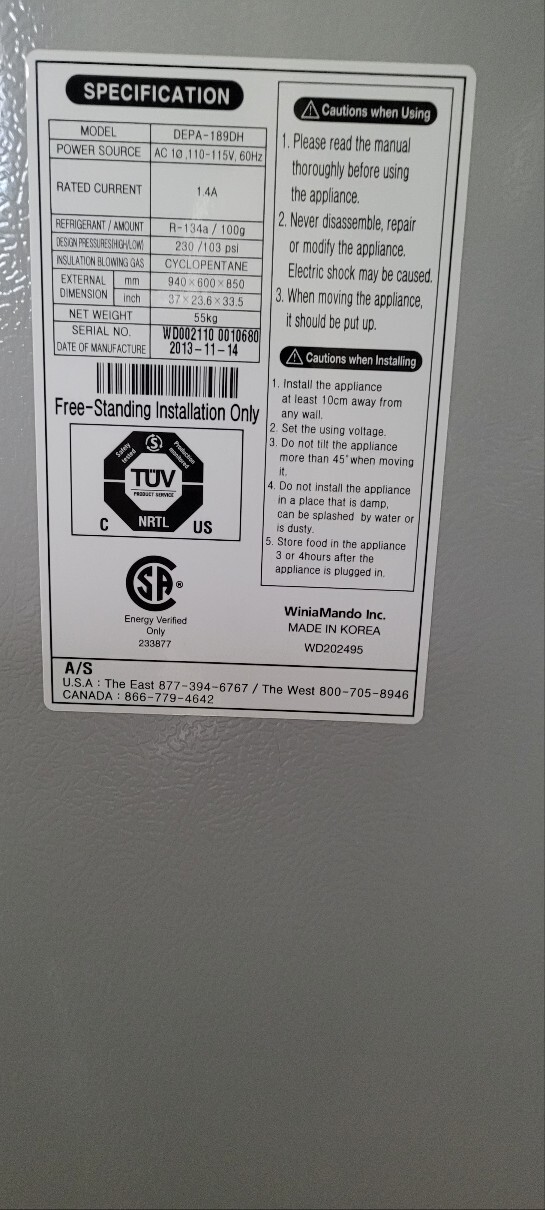 SPECIFICATION
MODEL DEPA-189DH
POWER SOURCE AC 1Ø ,110-115V, 60Hz
RATED CURRENT 1.4A
REFRIGERANT / AMOUNT R-134a / 100g
DESIGN PRESSURES(HIGH/LOW) 230 /103 psi
INSULATION BLOWING GAS CYCLOPENTANE
EXTERNAL DIMENSION mm 940×600×850
inch 37×23.6×33.5
NET WEIGHT 55kg
SERIAL NO. WD002110 0010680
DATE OF MANUFACTURE 2013-11-14
Free-Standing Installation Only
Safety tested
S
Production monitored
TÜV
PRODUCT SERVICE
NRTL
C US
SA ®
Energy Verified
Only
233877
Cautions when Using
1. Please read the manual
thoroughly before using
the appliance.
2. Never disassemble, repair
or modify the appliance.
Electric shock may be caused.
3. When moving the appliance,
it should be put up.
Cautions when Installing
1. Install the appliance
at least 10cm away from
any wall.
2. Set the using voltage.
3. Do not tilt the appliance
more than 45° when moving
it.
4. Do not install the appliance
in a place that is damp,
can be splashed by water or
is dusty.
5. Store food in the appliance
3 or 4hours after the
appliance is plugged in.
WiniaMando Inc.
MADE IN KOREA
WD202495
A/S
U.S.A : The East 877-394-6767 / The West 800-705-8946
CANADA : 866-779-4642